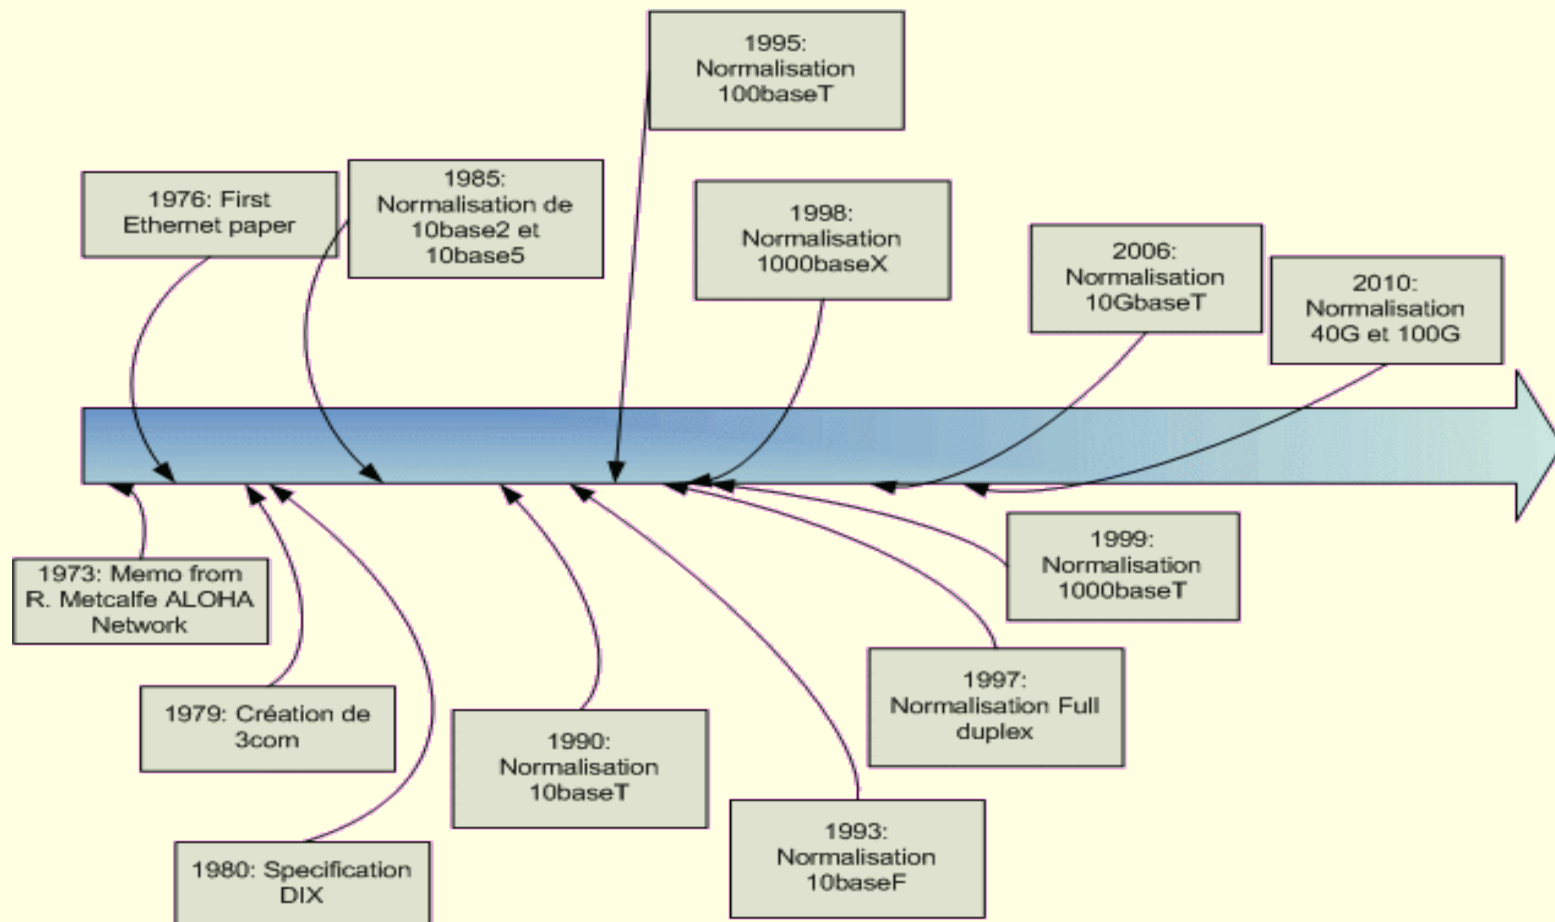 1995:
Normalisation
100baseT
1976: First
Ethernet paper
1985:
Normalisation de
10base2 et
10base5
1998:
Normalisation
1000baseX
2006:
Normalisation
10GbaseT
2010:
Normalisation
40G et 100G
1973: Memo from
R. Metcalfe ALOHA
Network
1999:
Normalisation
1000baseT
1979: Création de
3com
1990:
Normalisation
10baseT
1997:
Normalisation Full
duplex
1980: Specification
DIX
1993:
Normalisation
10baseF